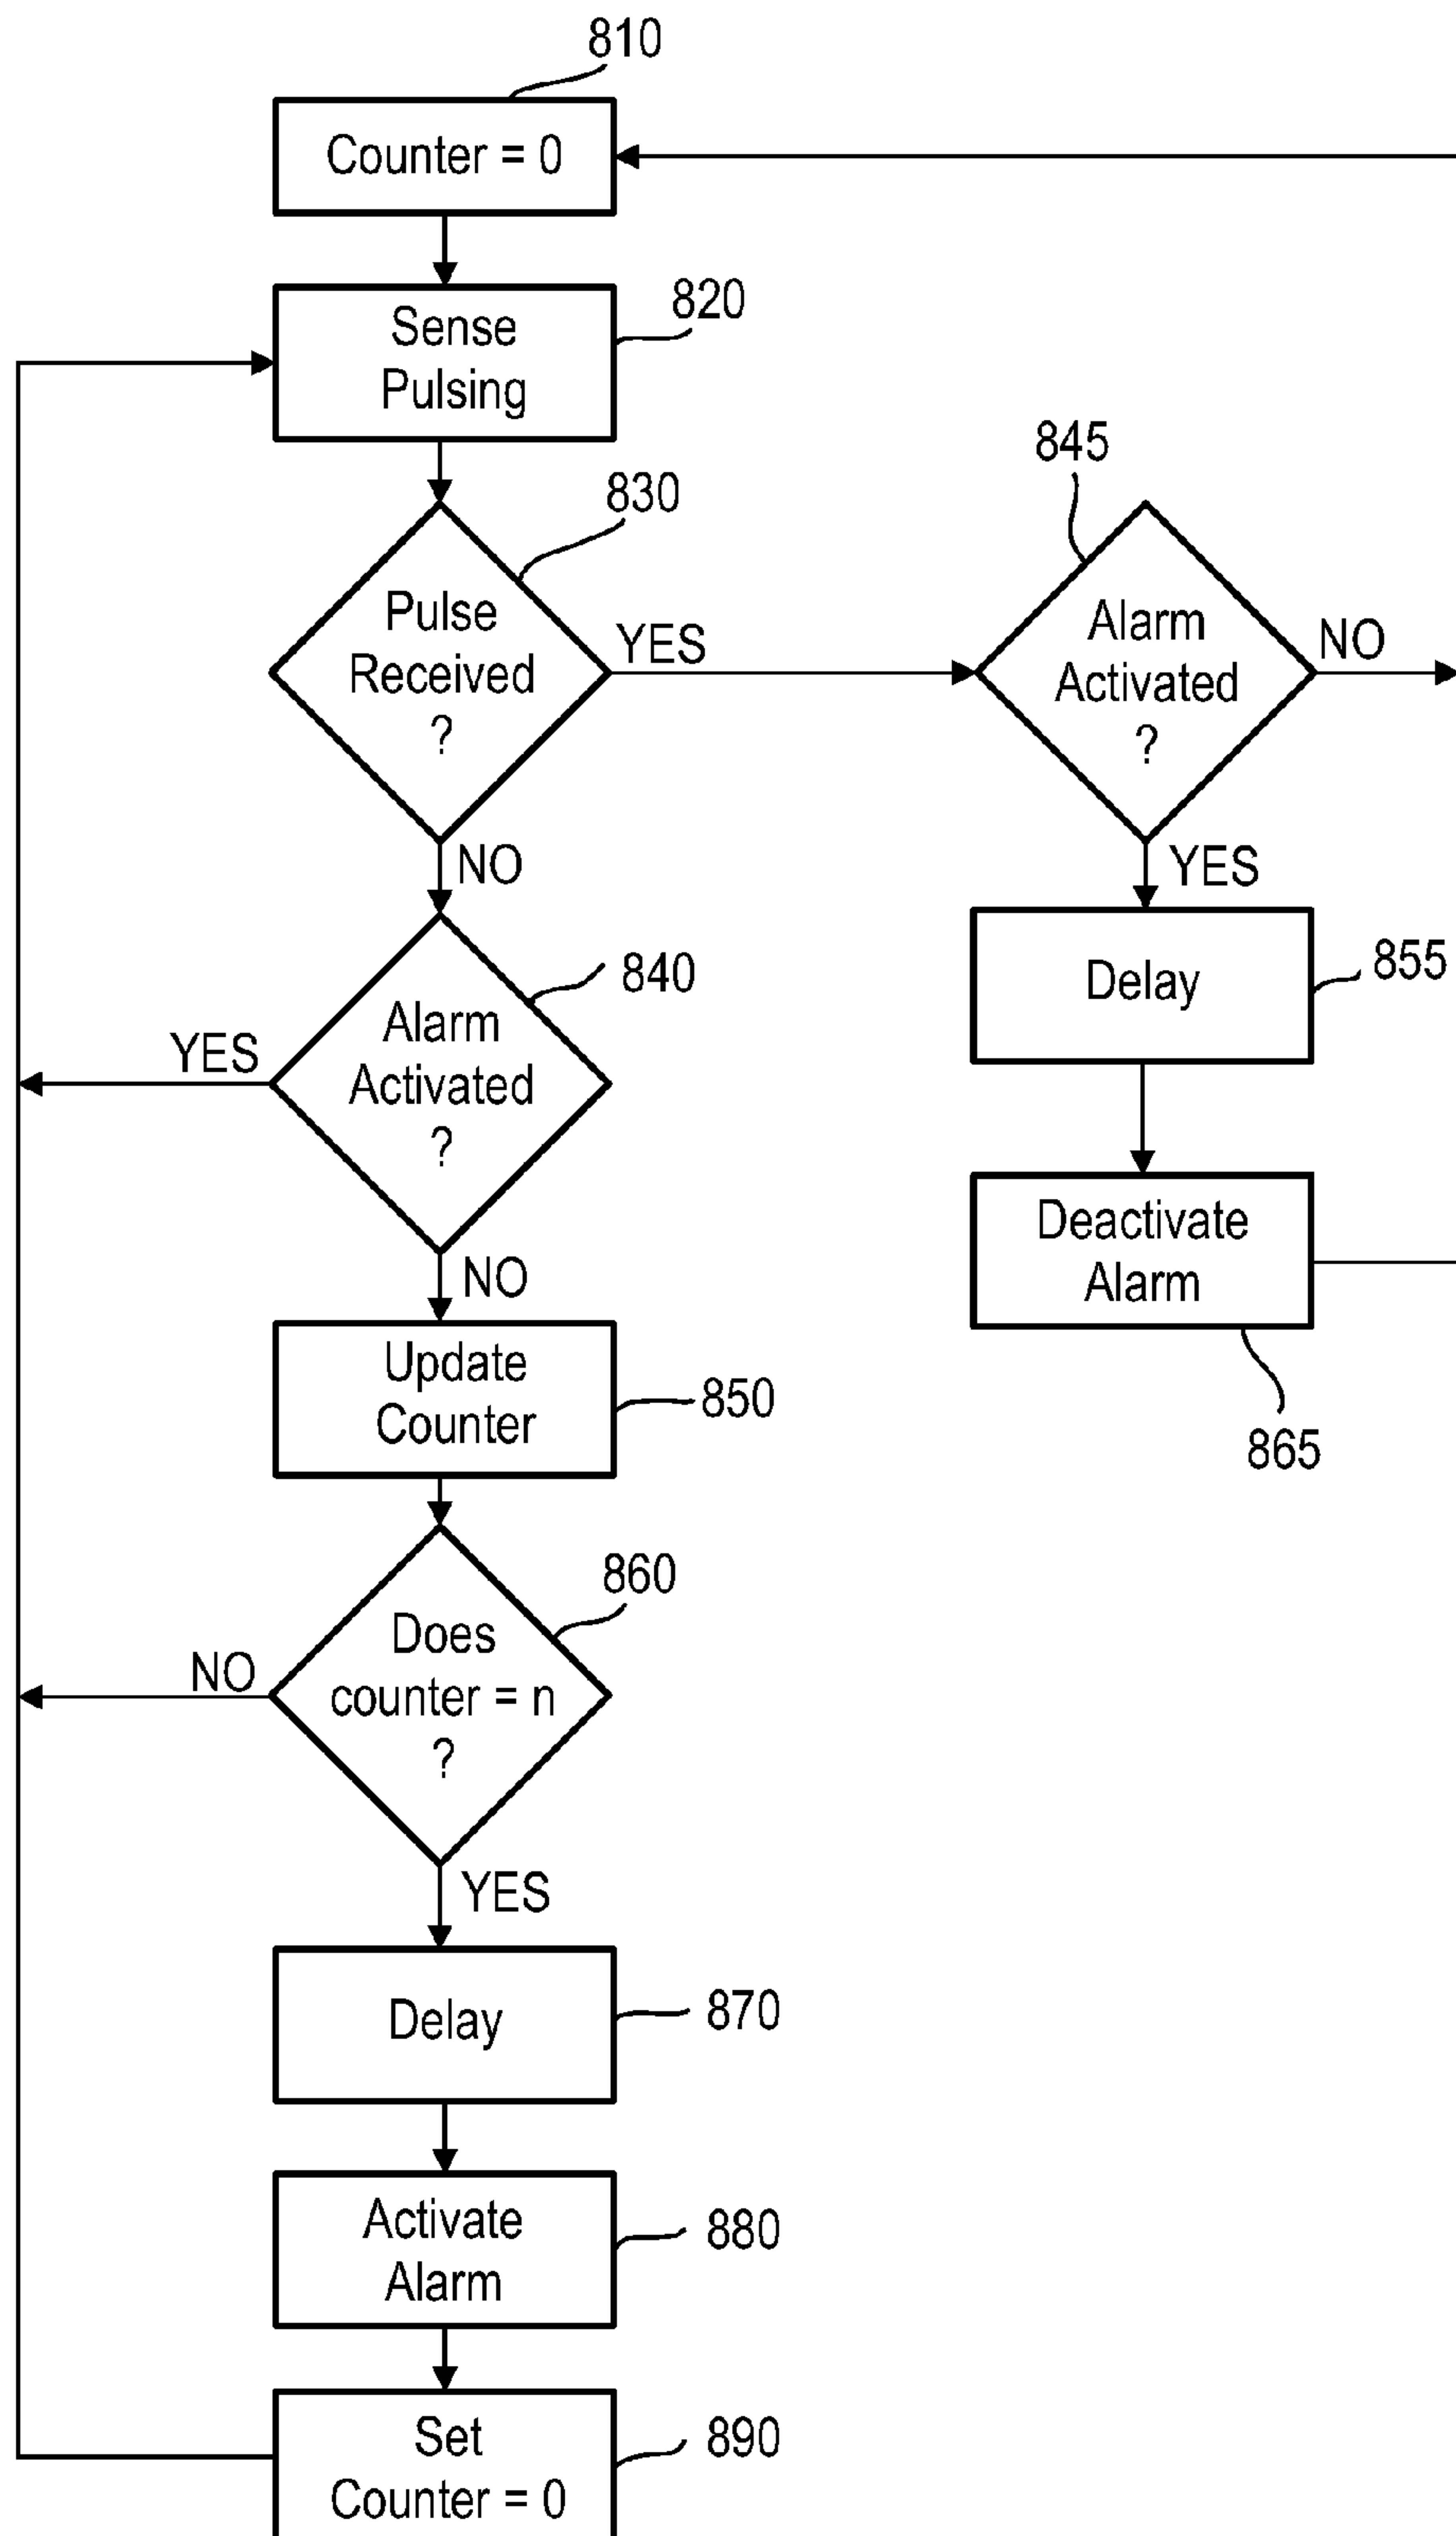 810
Counter = 0
820
Sense
Pulsing
830
845
Pulse
Received
?
YES
Alarm
Activated
?
NO
NO
YES
840
855
Delay
Alarm
Activated
?
YES
Deactivate
Alarm
NO
865
Update
Counter
850
860
Does
counter = n
?
NO
YES
Delay
870
Activate
Alarm
880
Set
Counter = 0
890